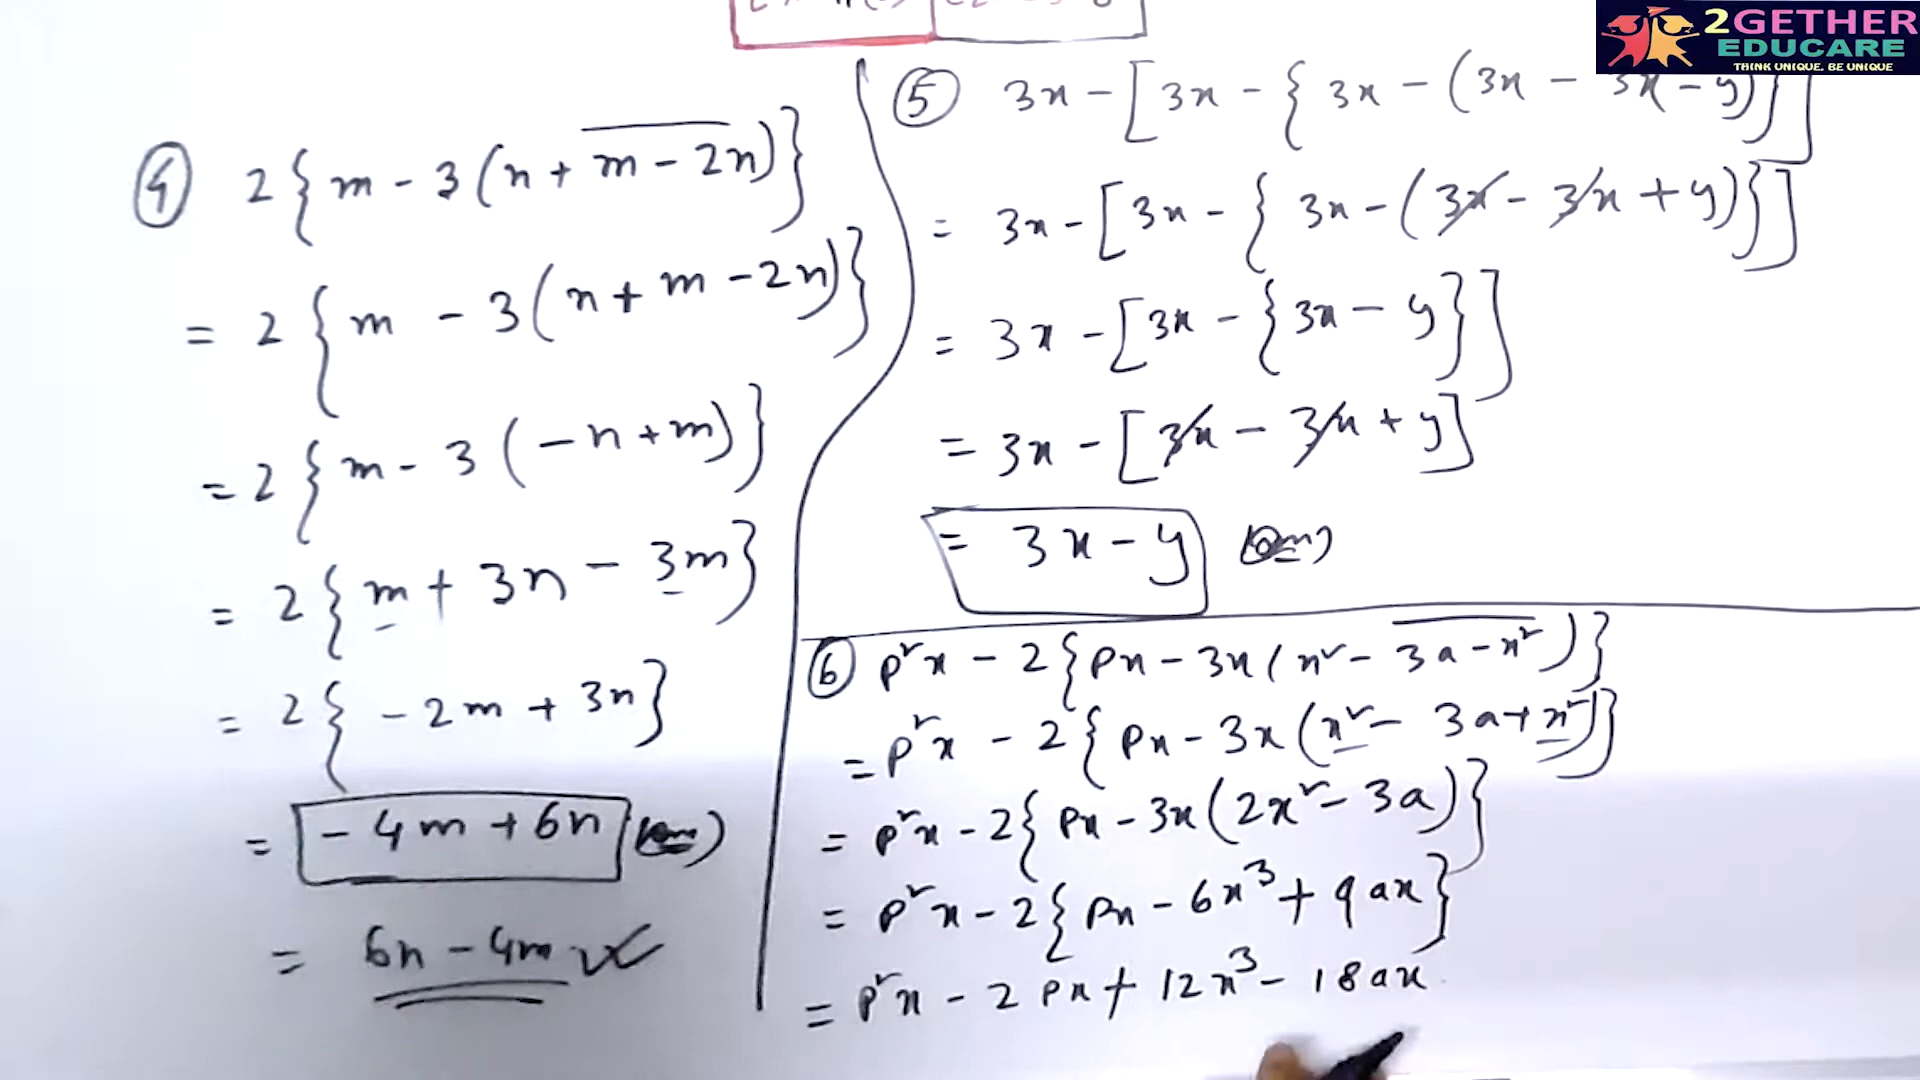 2GETHER
EDUCARE
THINK UNIQUE. BE UNIQUE
④ 2{m - 3(n + m - 2n)}
= 2{m - 3(n + m - 2n)}
= 2{m - 3(-n + m)}
= 2{m + 3n - 3m}
= 2{-2m + 3n}
= -4m + 6n
= 6n - 4m
⑤ 3x - [3x - {3x - (3x - 3x - y)}]
= 3x - [3x - {3x - (3x - 3x + y)}]
= 3x - [3x - {3x - y}]
= 3x - [3x - 3x + y]
= 3x - y
⑥ p²x - 2{px - 3x(x² - 3a - x²)}
= p²x - 2{px - 3x(x² - 3a + x²)}
= p²x - 2{px - 3x(2x² - 3a)}
= p²x - 2{px - 6x³ + 9ax}
= p²x - 2px + 12x³ - 18ax